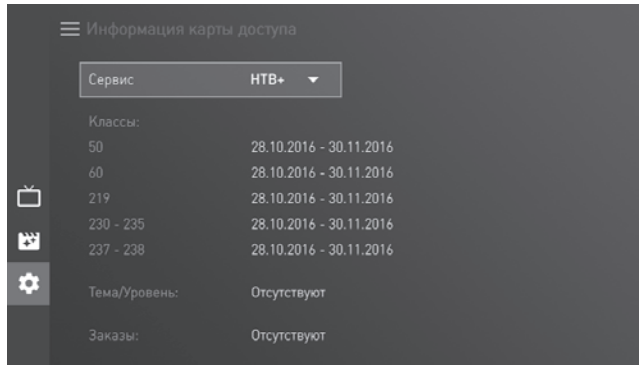 Информация карты доступа
Сервис НТВ+
Классы:
50 28.10.2016 - 30.11.2016
60 28.10.2016 - 30.11.2016
219 28.10.2016 - 30.11.2016
230 - 235 28.10.2016 - 30.11.2016
237 - 238 28.10.2016 - 30.11.2016
Тема/Уровень: Отсутствуют
Заказы: Отсутствуют